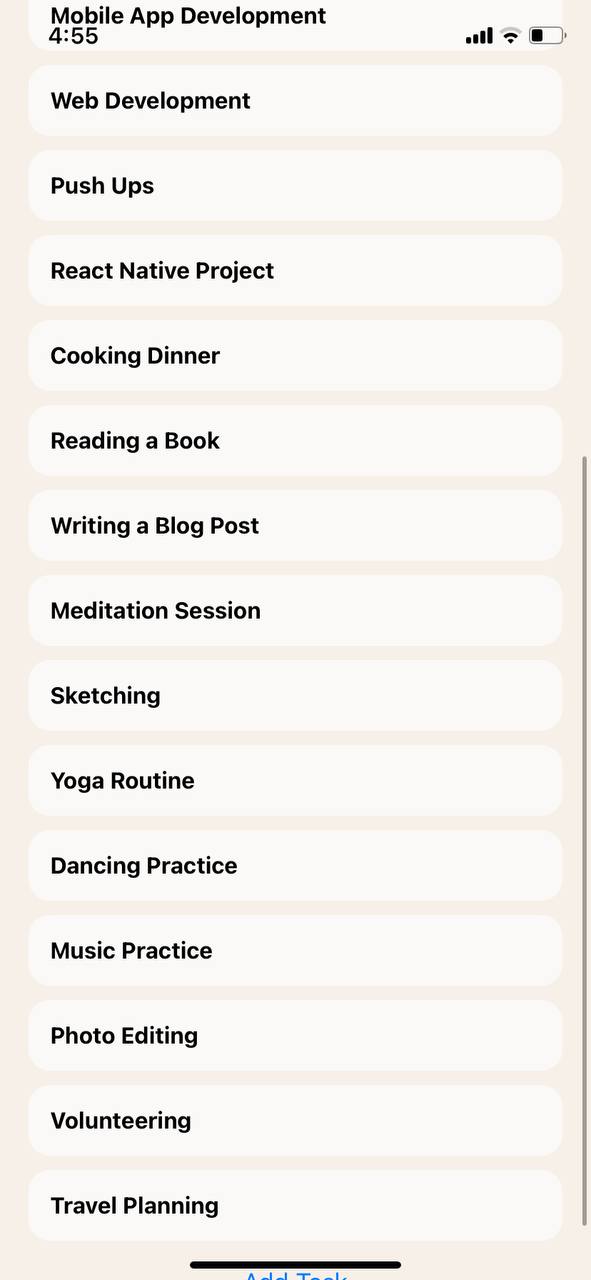 Mobile App Development
4:55
Web Development
Push Ups
React Native Project
Cooking Dinner
Reading a Book
Writing a Blog Post
Meditation Session
Sketching
Yoga Routine
Dancing Practice
Music Practice
Photo Editing
Volunteering
Travel Planning
Add Task